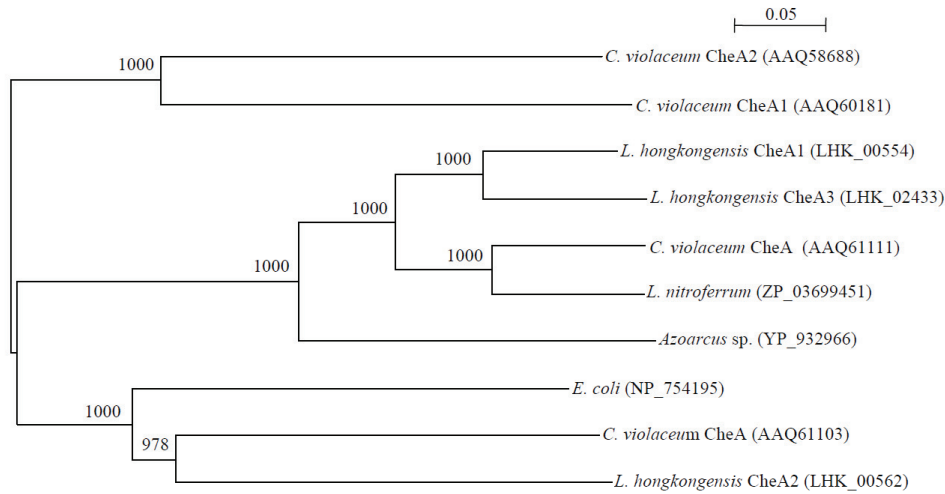 0.05
1000
C. violaceum CheA2 (AAQ58688)
C. violaceum CheA1 (AAQ60181)
1000
L. hongkongensis CheA1 (LHK_00554)
L. hongkongensis CheA3 (LHK_02433)
1000
1000
C. violaceum CheA (AAQ61111)
1000
L. nitroferrum (ZP_03699451)
Azoarcus sp. (YP_932966)
E. coli (NP_754195)
1000
978
C. violaceum CheA (AAQ61103)
L. hongkongensis CheA2 (LHK_00562)